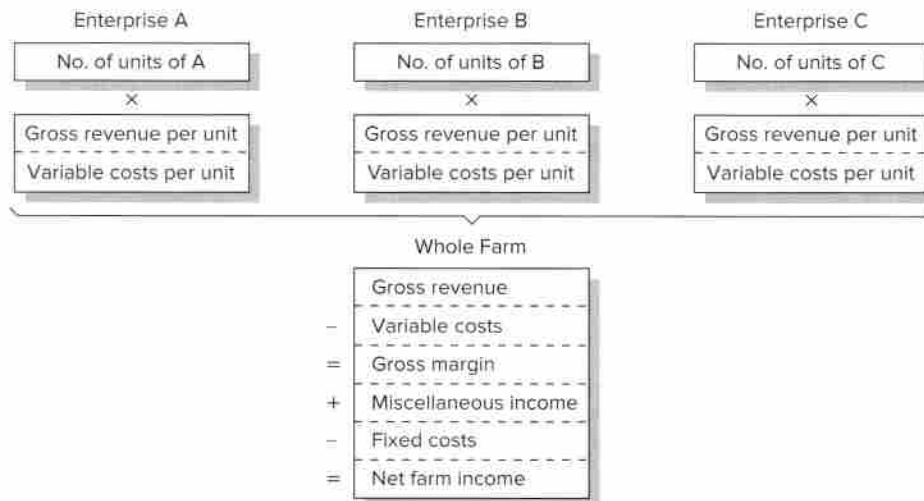 Enterprise A
Enterprise B
Enterprise C
No. of units of A
No. of units of B
No. of units of C
×
×
×
Gross revenue per unit
Gross revenue per unit
Gross revenue per unit
Variable costs per unit
Variable costs per unit
Variable costs per unit
Whole Farm
Gross revenue
– Variable costs
= Gross margin
+ Miscellaneous income
– Fixed costs
= Net farm income